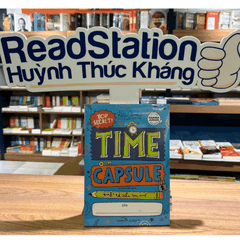 ReadStation
Huỳnh Thúc Kháng
TOP
SECRET!
TIME
CAPSULE